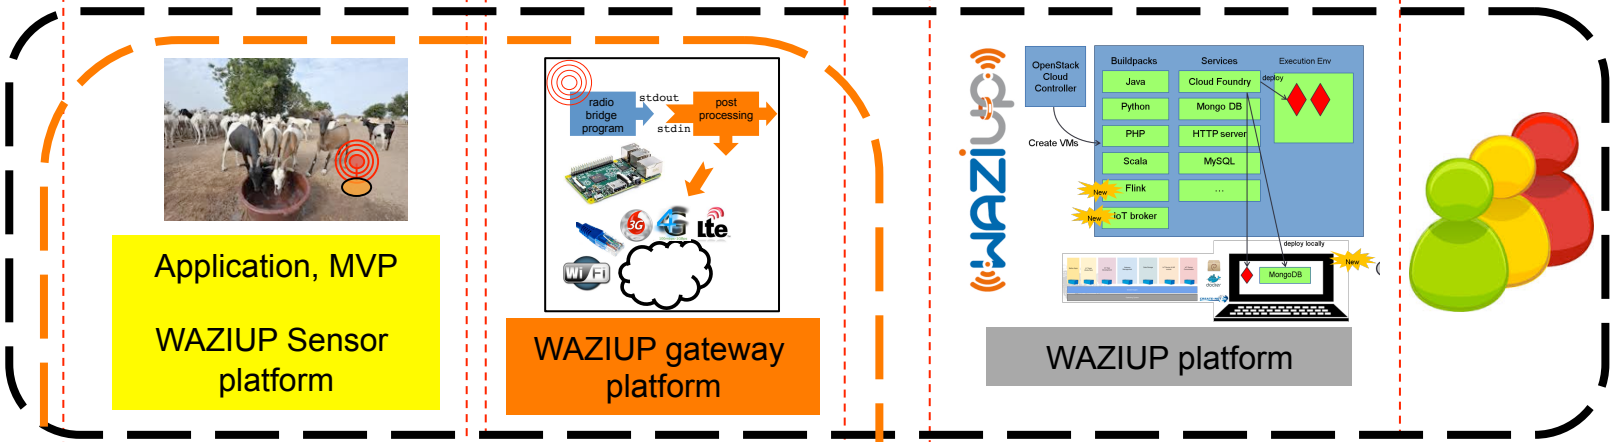 Application, MVP
WAZIUP Sensor
platform
radio
bridge
program
stdout
stdin
post
processing
3G
4G
Lte
Wi Fi
WAZIUP gateway
platform
WAZIUP
OpenStack
Cloud
Controller
Create VMs
Buildpacks
Java
Python
PHP
Scala
New
Flink
New
ioT broker
Services
Cloud Foundry
Mongo DB
HTTP server
MySQL
...
Execution Env
deploy
deploy locally
New
MongoDB
docker
WAZIUP platform